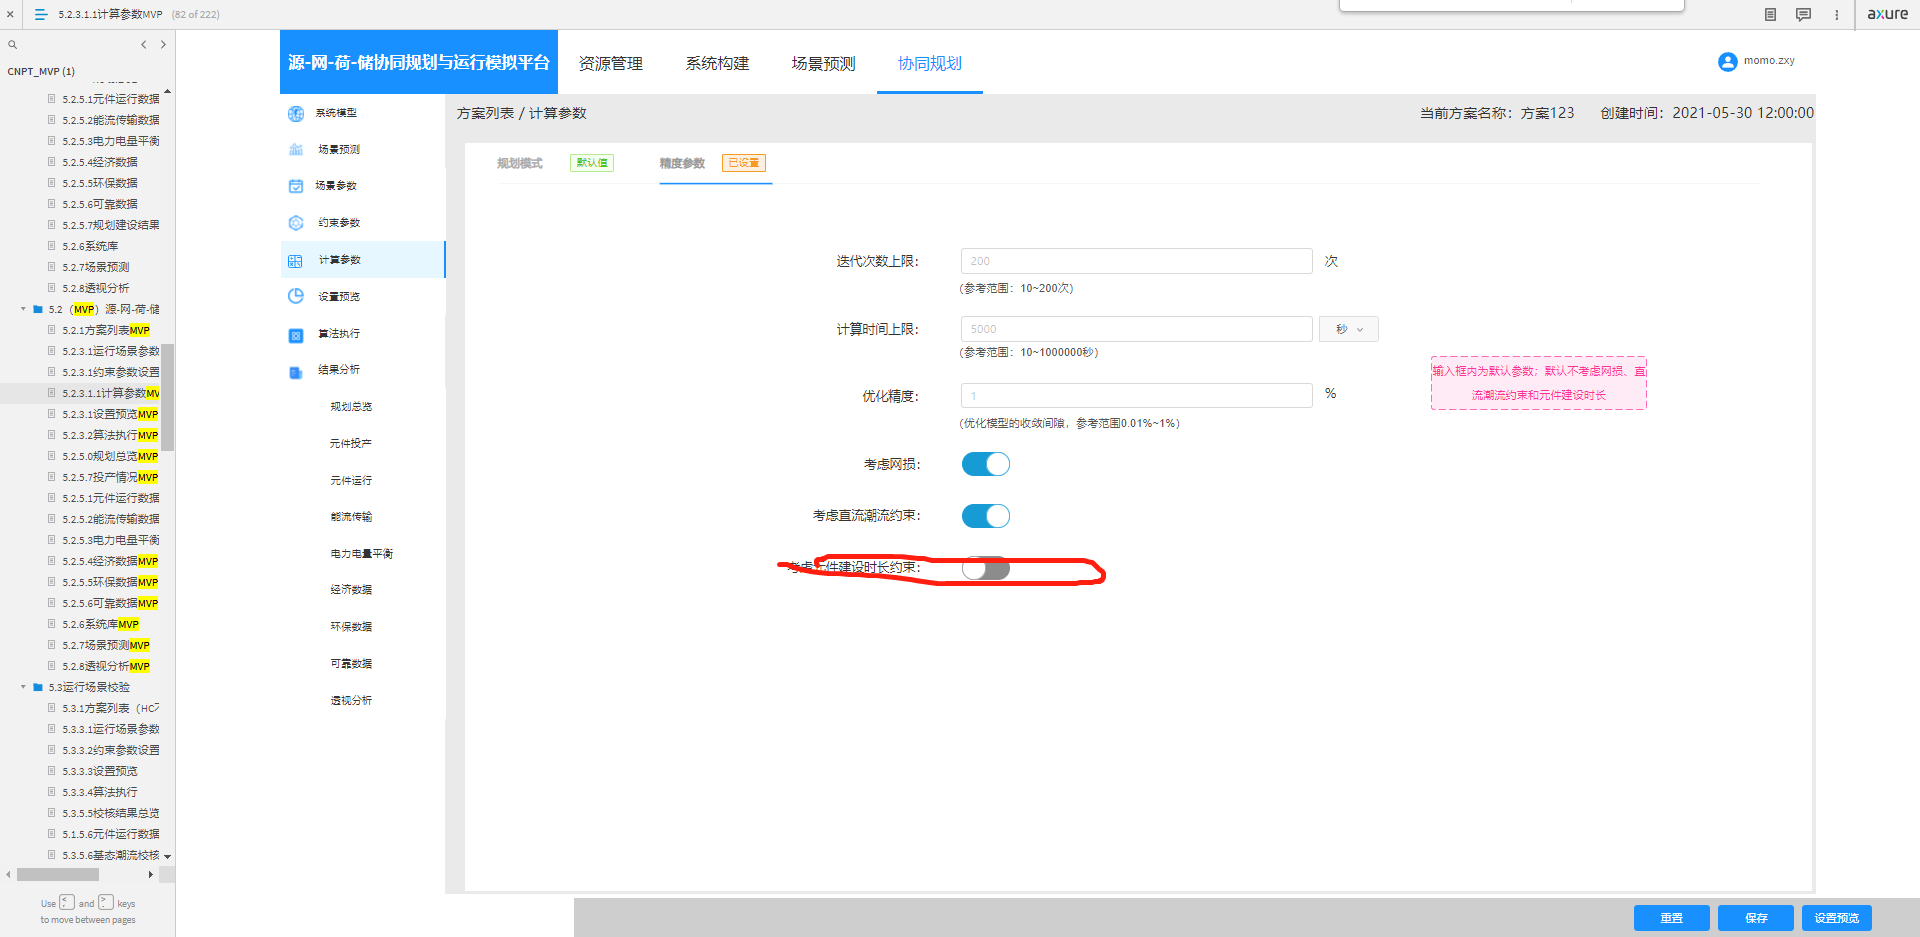 5.2.3.1.1计算参数MVP (82 of 222)
axure
CNPT_MVP (1)
5.2.5.1元件运行数据
5.2.5.2能流传输数据
5.2.5.3电力电量平衡
5.2.5.4经济数据
5.2.5.5环保数据
5.2.5.6可靠数据
5.2.5.7规划建设结果
5.2.6系统库
5.2.7场景预测
5.2.8透视分析
5.2（MVP）源-网-荷-储
5.2.1方案列表MVP
5.2.3.1运行场景参数
5.2.3.1约束参数设置
5.2.3.1.1计算参数MV
5.2.3.1设置预览MVP
5.2.3.2算法执行MVP
5.2.5.0规划总览MVP
5.2.5.7投产情况MVP
5.2.5.1元件运行数据
5.2.5.2能流传输数据
5.2.5.3电力电量平衡
5.2.5.4经济数据MVP
5.2.5.5环保数据MVP
5.2.5.6可靠数据MVP
5.2.6系统库MVP
5.2.7场景预测MVP
5.2.8透视分析MVP
5.3运行场景校验
5.3.1方案列表（HC
5.3.3.1运行场景参数
5.3.3.2约束参数设置
5.3.3.3设置预览
5.3.3.4算法执行
5.3.5.5校核结果总览
5.1.5.6元件运行数据
5.3.5.6基态潮流校核
Use < , and > . keys
to move between pages
源-网-荷-储协同规划与运行模拟平台
资源管理 系统构建 场景预测 协同规划
momo.zxy
系统模型
场景预测
场景参数
约束参数
计算参数
设置预览
算法执行
结果分析
规划总览
元件投产
元件运行
能流传输
电力电量平衡
经济数据
环保数据
可靠数据
透视分析
方案列表 / 计算参数
当前方案名称：方案123 创建时间：2021-05-30 12:00:00
规划模式 默认值 精度参数 已设置
迭代次数上限： 200 次
(参考范围：10~200次)
计算时间上限： 5000 秒
(参考范围：10~1000000秒)
优化精度： 1 %
(优化模型的收敛间隙，参考范围0.01%~1%)
考虑网损：
考虑直流潮流约束：
考虑元件建设时长约束：
输入框内为默认参数；默认不考虑网损、直
流潮流约束和元件建设时长
重置 保存 设置预览